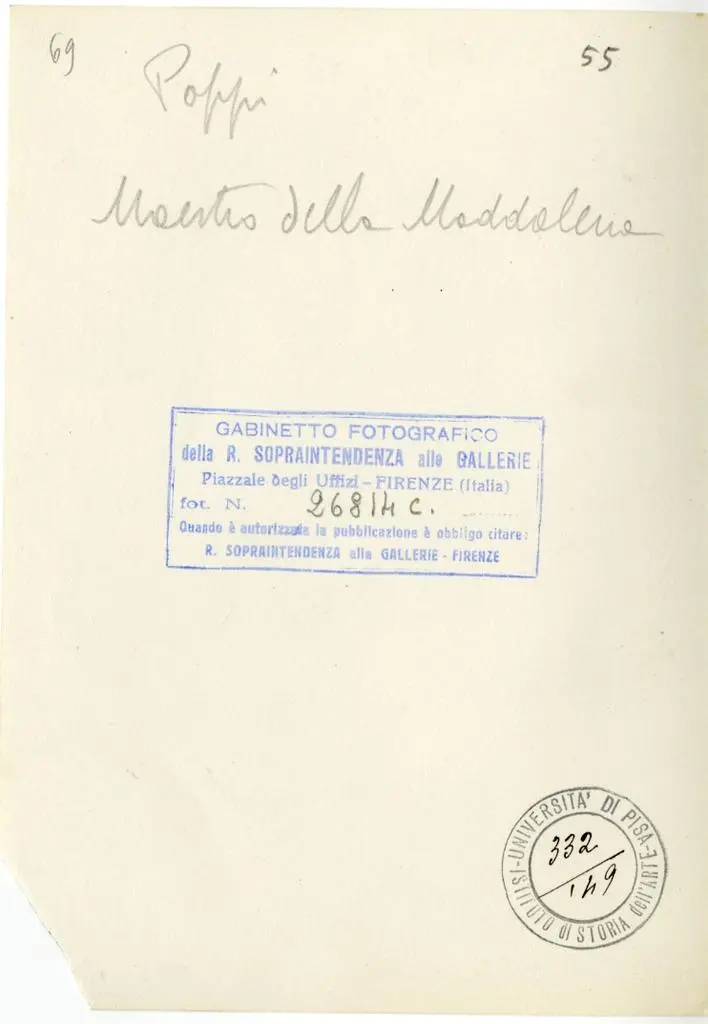 69
55
Poppi
Maestro della Maddalena
GABINETTO FOTOGRAFICO
della R. SOPRAINTENDENZA alle GALLERIE
Piazzale degli Uffizi - FIRENZE (Italia)
fot. N. 26814 c.
Quando è autorizzata la pubblicazione è obbligo citare:
R. SOPRAINTENDENZA alle GALLERIE - FIRENZE
ISTITUTO di STORIA dell'ARTE-UNIVERSITA' DI PISA-
332
149